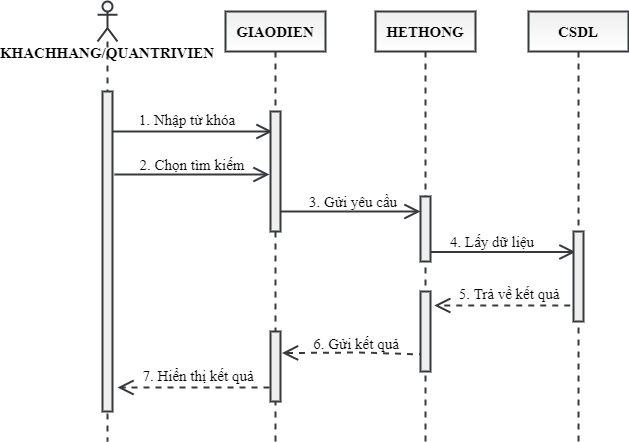 GIAODIEN
HETHONG
CSDL
KHACHHANG/QUANTRIVIEN
1. Nhập từ khóa
2. Chọn tìm kiếm
3. Gửi yêu cầu
4. Lấy dữ liệu
5. Trả về kết quả
6. Gửi kết quả
7. Hiển thị kết quả